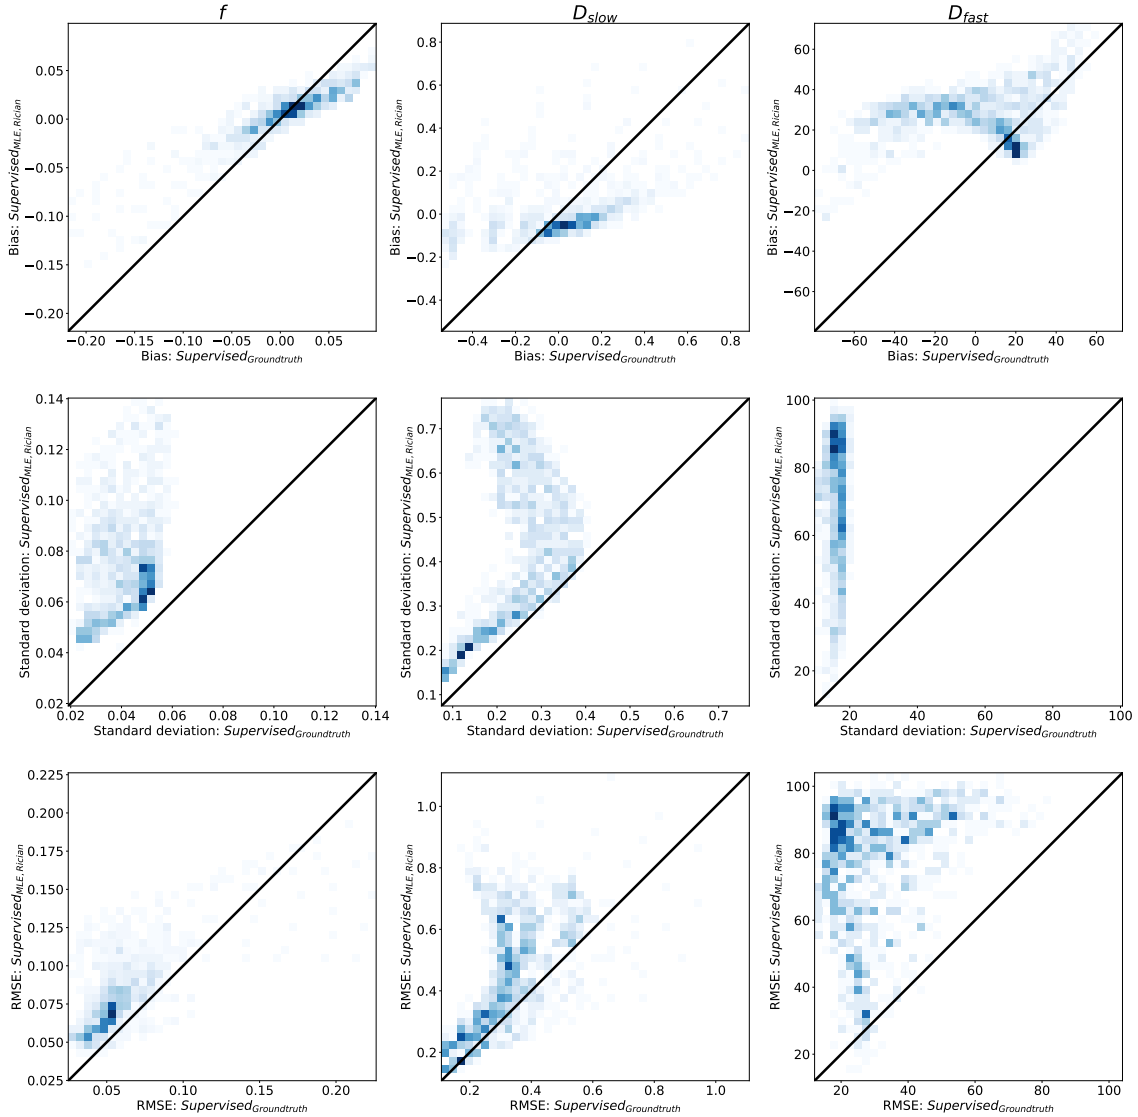 f
D_slow
D_fast
0.05
0.00
−0.05
−0.10
−0.15
−0.20
Bias: Supervised_MLE, Rician
−0.20 −0.15 −0.10 −0.05 0.00 0.05
Bias: Supervised_Groundtruth
0.8
0.6
0.4
0.2
0.0
−0.2
−0.4
Bias: Supervised_MLE, Rician
−0.4 −0.2 0.0 0.2 0.4 0.6 0.8
Bias: Supervised_Groundtruth
60
40
20
0
−20
−40
−60
Bias: Supervised_MLE, Rician
−60 −40 −20 0 20 40 60
Bias: Supervised_Groundtruth
0.14
0.12
0.10
0.08
0.06
0.04
0.02
Standard deviation: Supervised_MLE, Rician
0.02 0.04 0.06 0.08 0.10 0.12 0.14
Standard deviation: Supervised_Groundtruth
0.7
0.6
0.5
0.4
0.3
0.2
0.1
Standard deviation: Supervised_MLE, Rician
0.1 0.2 0.3 0.4 0.5 0.6 0.7
Standard deviation: Supervised_Groundtruth
100
80
60
40
20
Standard deviation: Supervised_MLE, Rician
20 40 60 80 100
Standard deviation: Supervised_Groundtruth
0.225
0.200
0.175
0.150
0.125
0.100
0.075
0.050
0.025
RMSE: Supervised_MLE, Rician
0.05 0.10 0.15 0.20
RMSE: Supervised_Groundtruth
1.0
0.8
0.6
0.4
0.2
RMSE: Supervised_MLE, Rician
0.2 0.4 0.6 0.8 1.0
RMSE: Supervised_Groundtruth
100
80
60
40
20
RMSE: Supervised_MLE, Rician
20 40 60 80 100
RMSE: Supervised_Groundtruth